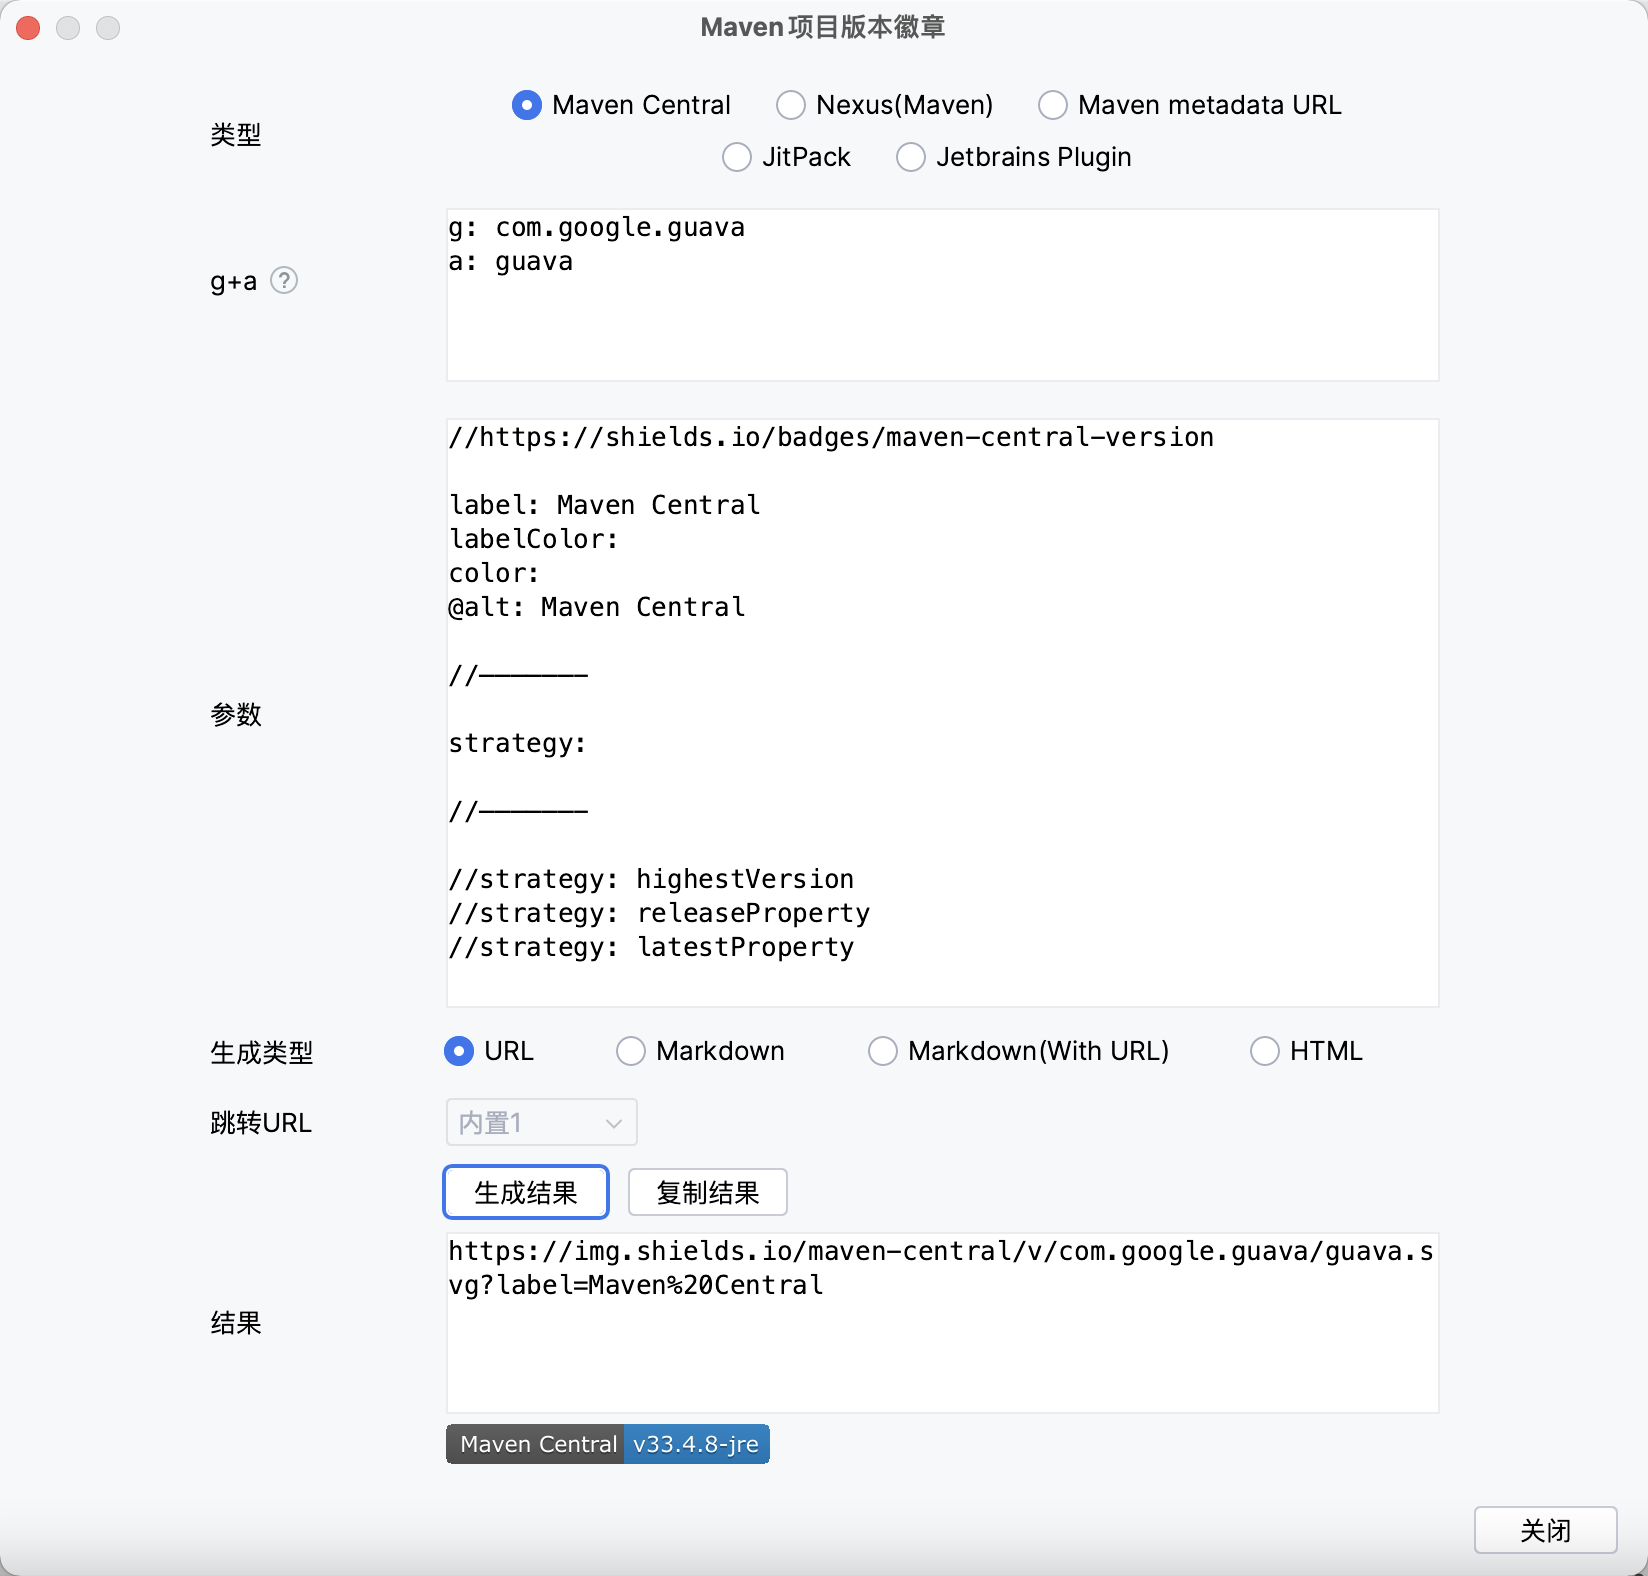 Maven项目版本徽章
类型
Maven Central
Nexus(Maven)
Maven metadata URL
JitPack
Jetbrains Plugin
g+a ?
g: com.google.guava
a: guava
参数
//https://shields.io/badges/maven-central-version
label: Maven Central
labelColor:
color:
@alt: Maven Central
//———————
strategy:
//———————
//strategy: highestVersion
//strategy: releaseProperty
//strategy: latestProperty
生成类型
URL
Markdown
Markdown(With URL)
HTML
跳转URL
内置1
生成结果
复制结果
结果
https://img.shields.io/maven-central/v/com.google.guava/guava.s
vg?label=Maven%20Central
Maven Central v33.4.8-jre
关闭